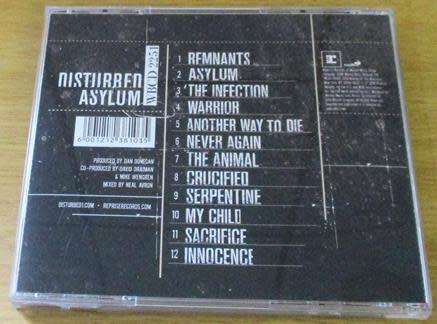 DISTURBED
ASYLUM
WBCD 2251
1 REMNANTS
2 ASYLUM
3 THE INFECTION
4 WARRIOR
5 ANOTHER WAY TO DIE
6 NEVER AGAIN
7 THE ANIMAL
8 CRUCIFIED
9 SERPENTINE
10 MY CHILD
11 SACRIFICE
12 INNOCENCE
PRODUCED BY DAN DONEGAN
CO-PRODUCED BY DAVID DRAIMAN
& MIKE WENGREN
MIXED BY NEAL AVRON
DISTURBED1.COM • REPRISERECORDS.COM